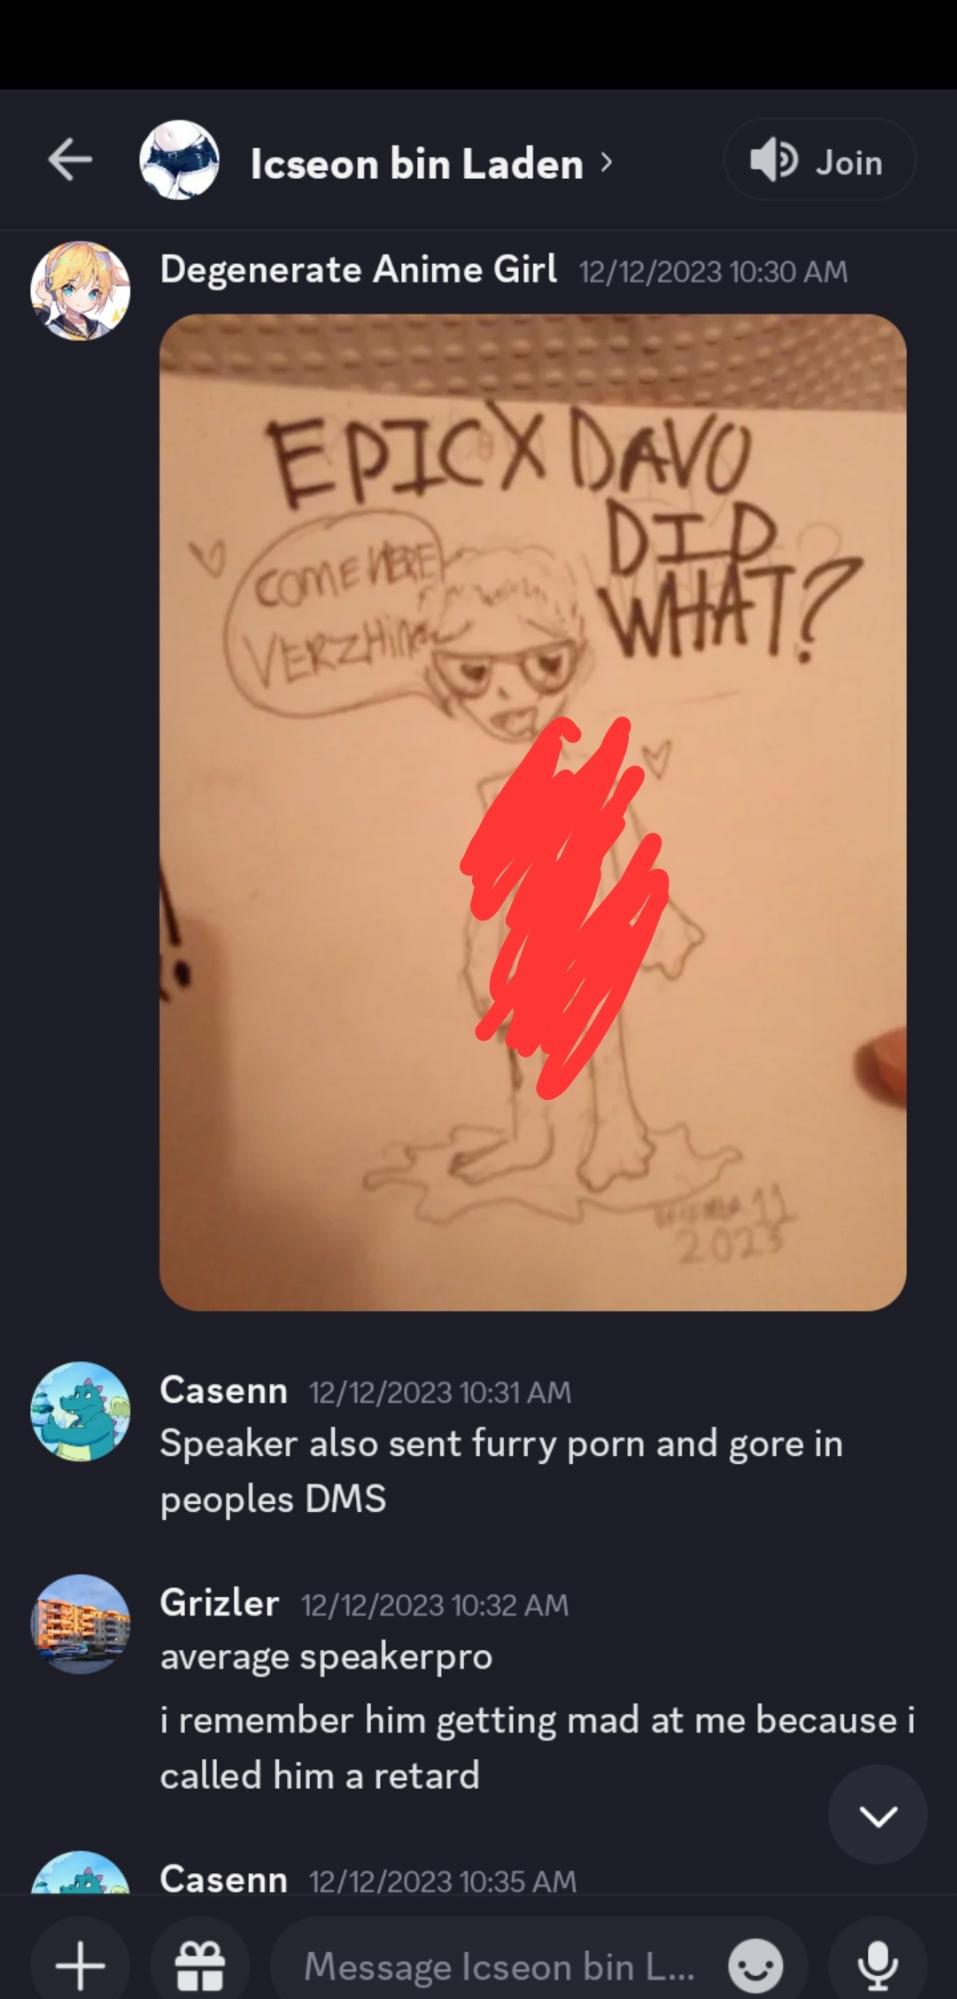 Icseon bin Laden
Join
Degenerate Anime Girl 12/12/2023 10:30 AM
EPICX DAVO
DID
WHAT?
COME HERE
2023
Casenn 12/12/2023 10:31 AM
Speaker also sent furry porn and gore in
peoples DMS
Grizler 12/12/2023 10:32 AM
average speakerpro
i remember him getting mad at me because i
called him a retard
Casenn 12/12/2023 10:35 AM
Message Icseon bin L...